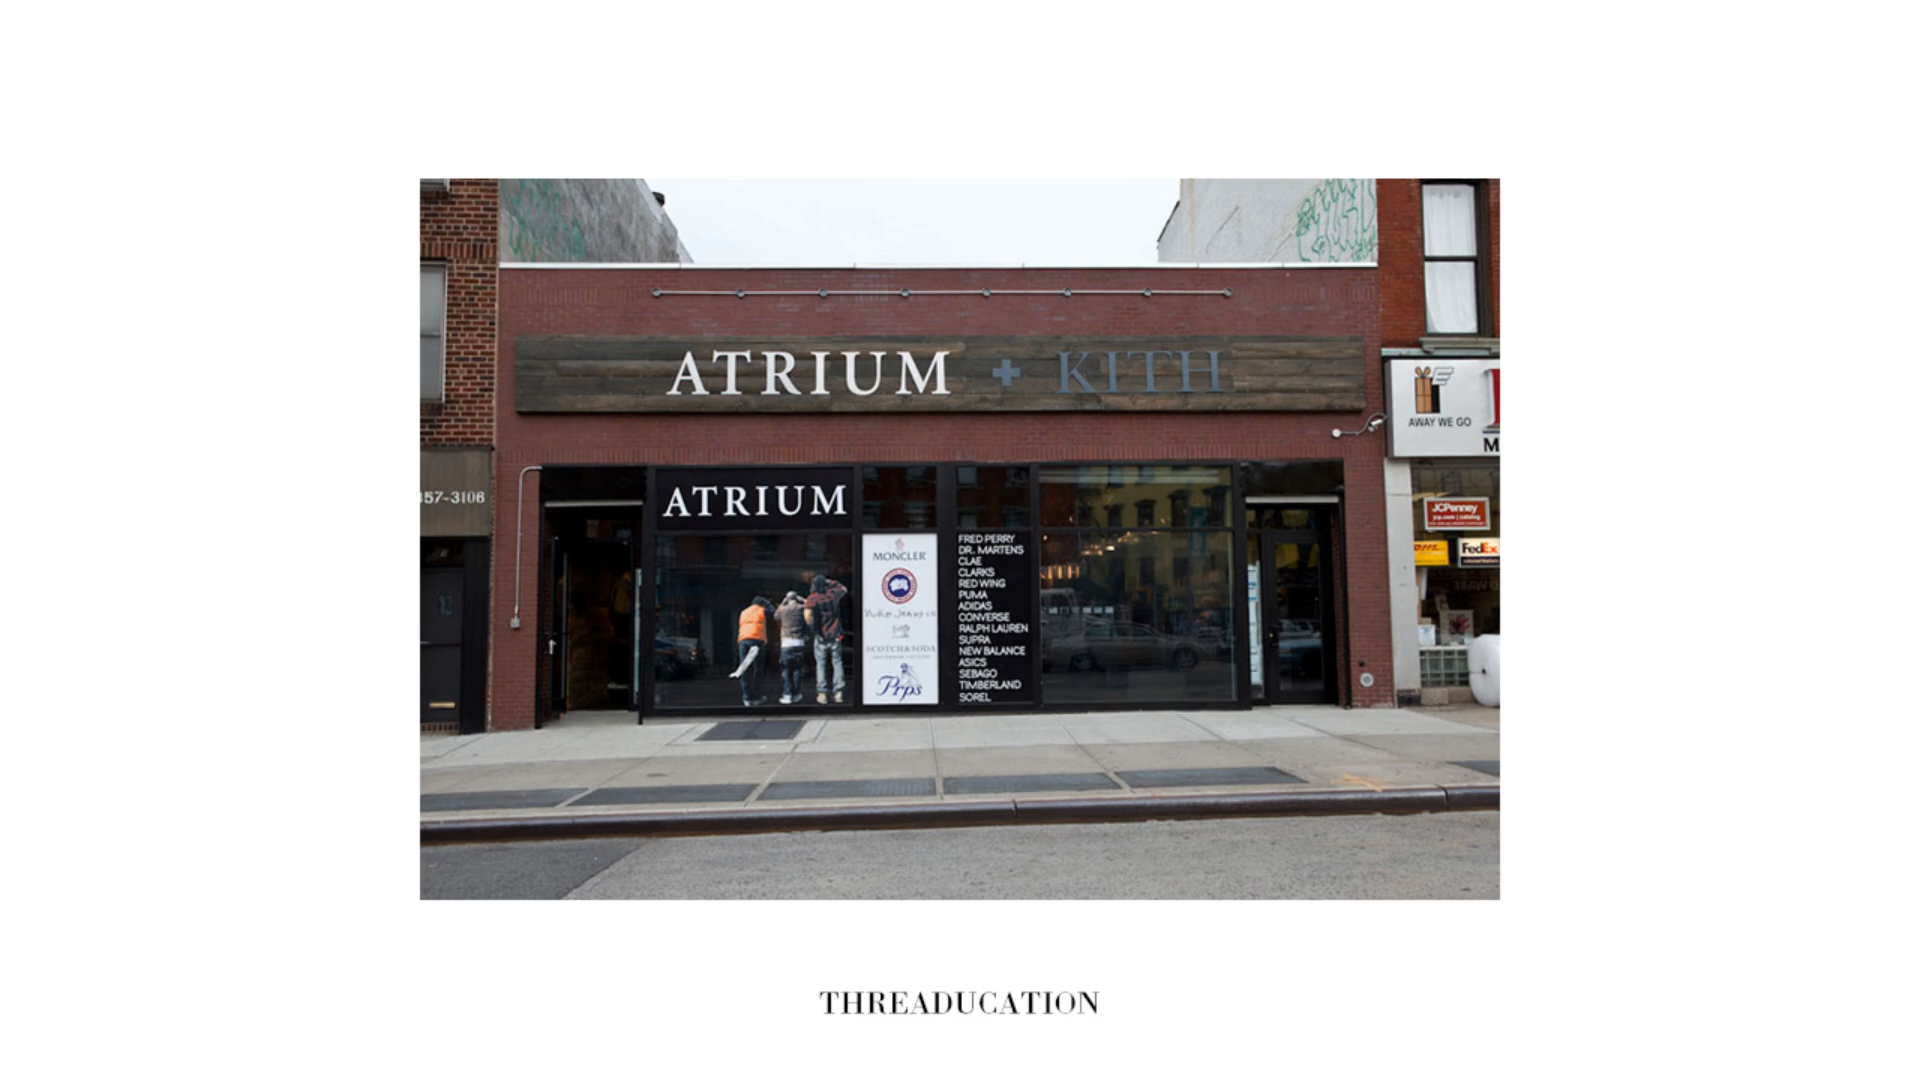 ATRIUM + KITH
AWAY WE GO
M
357-3106
ATRIUM
MONCLER
SCOTCH & SODA
Prps
FRED PERRY
DR. MARTENS
CLAE
CLARKS
RED WING
PUMA
ADIDAS
CONVERSE
RALPH LAUREN
SUPRA
NEW BALANCE
ASICS
SEBAGO
TIMBERLAND
SOREL
JCPenney
FedEx
THREADUCATION